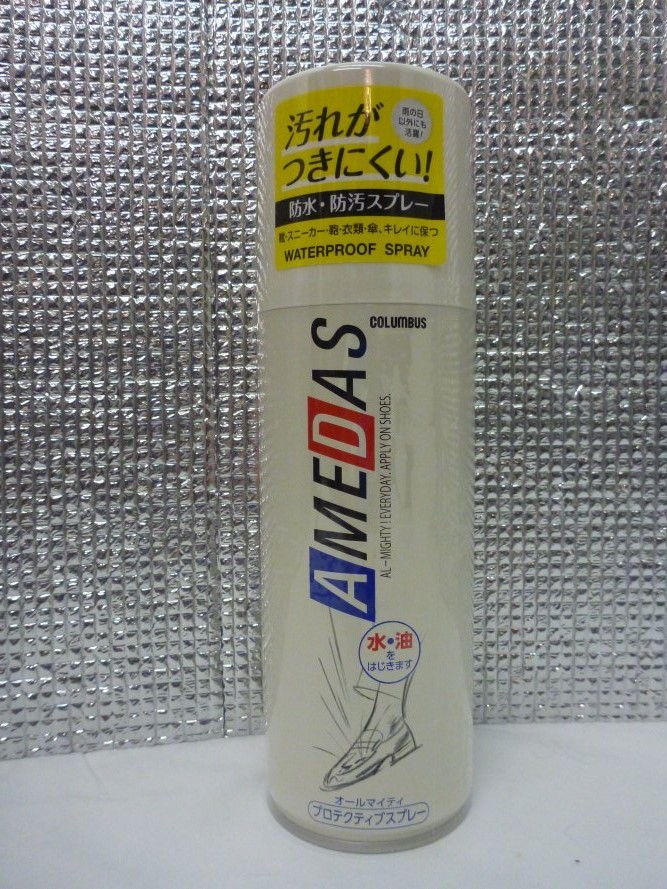 汚れが
つきにくい!
雨の日
以外にも
活躍!
防水・防汚スプレー
靴・スニーカー・鞄・衣類・傘、キレイに保つ
WATERPROOF SPRAY
COLUMBUS
AMEDAS
AL-MIGHTY! EVERYDAY. APPLY ON SHOES.
水・油
を
はじきます
オールマイティ
プロテクティブスプレー